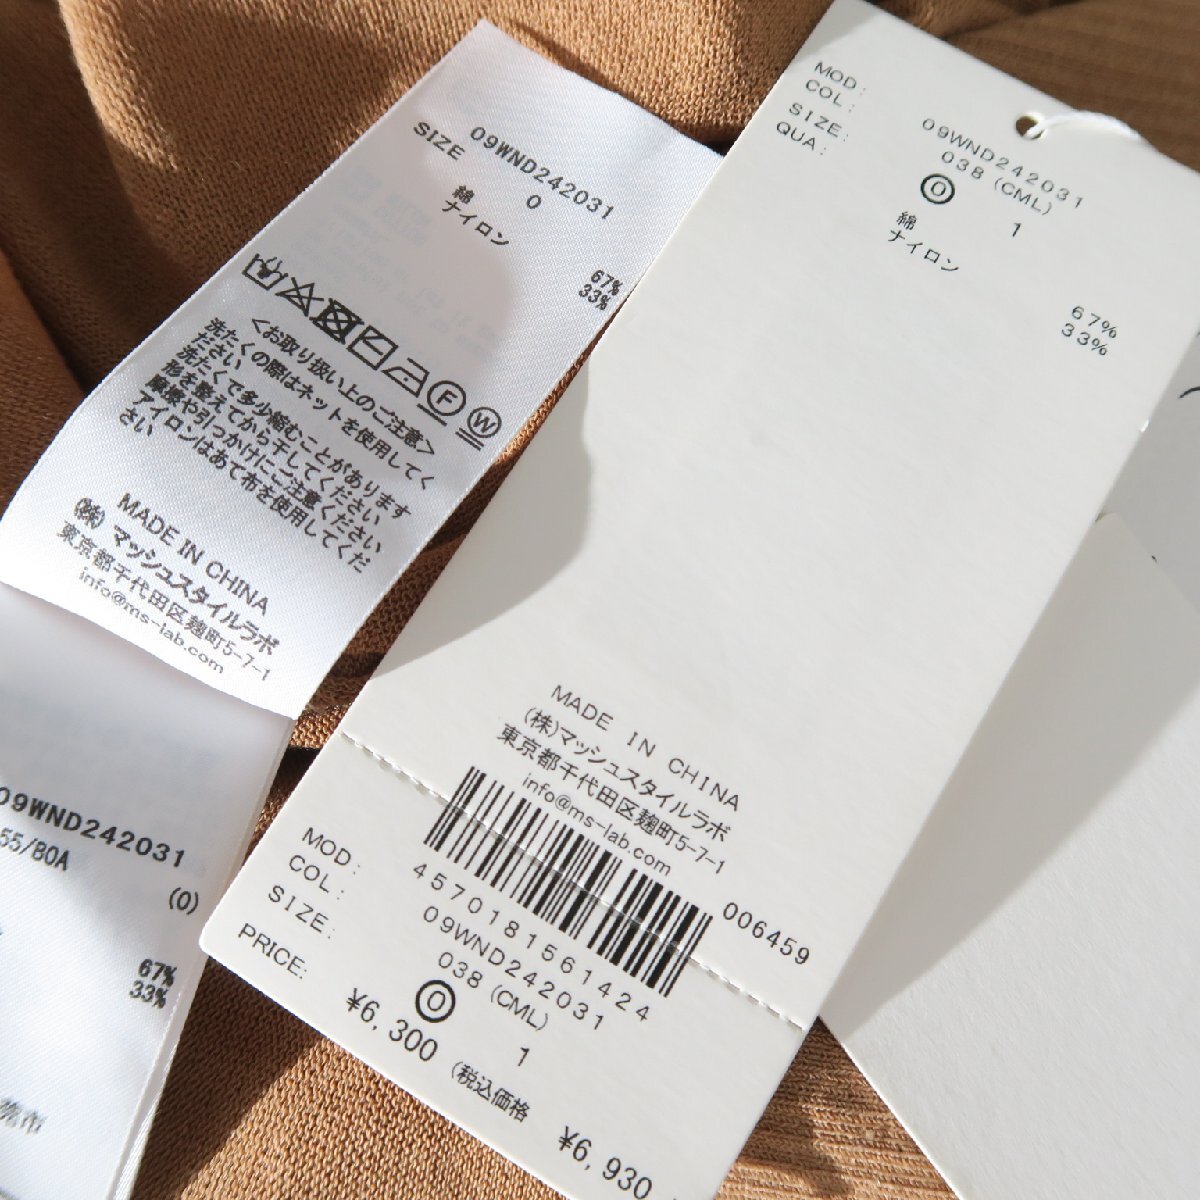 09WND242031
SIZE 0
綿 67%
ナイロン 33%
F W
<お取り扱い上のご注意>
洗たくの際はネットを使用してく
ださい
洗たくで多少縮むことがあります
形を整えてから干してください
摩擦や引っかけにご注意ください
アイロンはあて布を使用してくだ
さい
MADE IN CHINA
(株)マッシュスタイルラボ
東京都千代田区麹町5-7-1
info@ms-lab.com
09WND242031
55/80A
(0)
67%
33%
MOD: 09WND242031
COL: 038 (CML)
SIZE: 0 1
QUA: 綿 67%
ナイロン 33%
MADE IN CHINA
(株)マッシュスタイルラボ
東京都千代田区麹町5-7-1
info@ms-lab.com
006459
4570181561424
MOD: 09WND242031
COL: 038 (CML)
SIZE: 0 1
PRICE: ¥6,300
(税込価格 ¥6,930